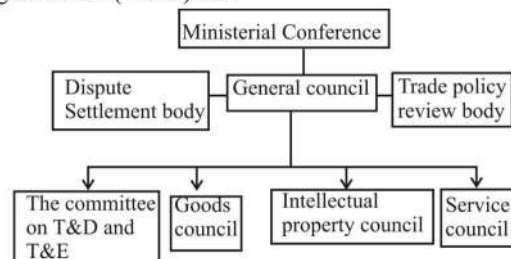 Ministerial Conference
Dispute
Settlement body
General council
Trade policy
review body
The committee
on T&D and
T&E
Goods
council
Intellectual
property council
Service
council